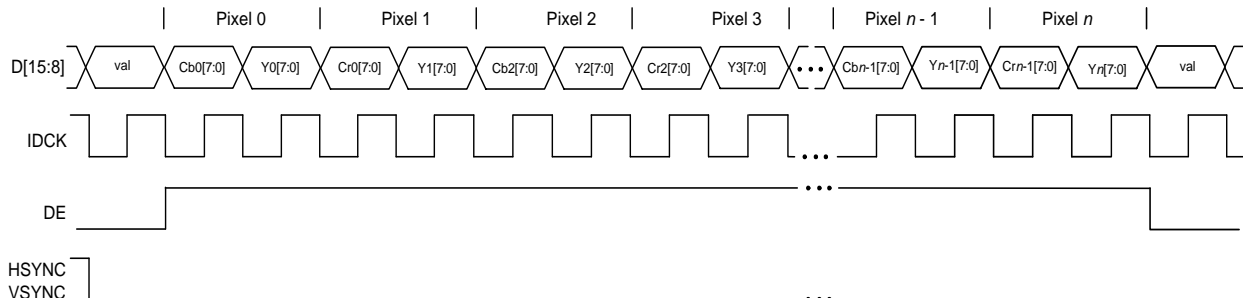 Pixel 0 Pixel 1 Pixel 2 Pixel 3 Pixel n - 1 Pixel n
D[15:8] val Cb0[7:0] Y0[7:0] Cr0[7:0] Y1[7:0] Cb2[7:0] Y2[7:0] Cr2[7:0] Y3[7:0] ... Cbn-1[7:0] Yn-1[7:0] Crn-1[7:0] Yn[7:0] val
IDCK ...
DE ...
HSYNC
VSYNC ...